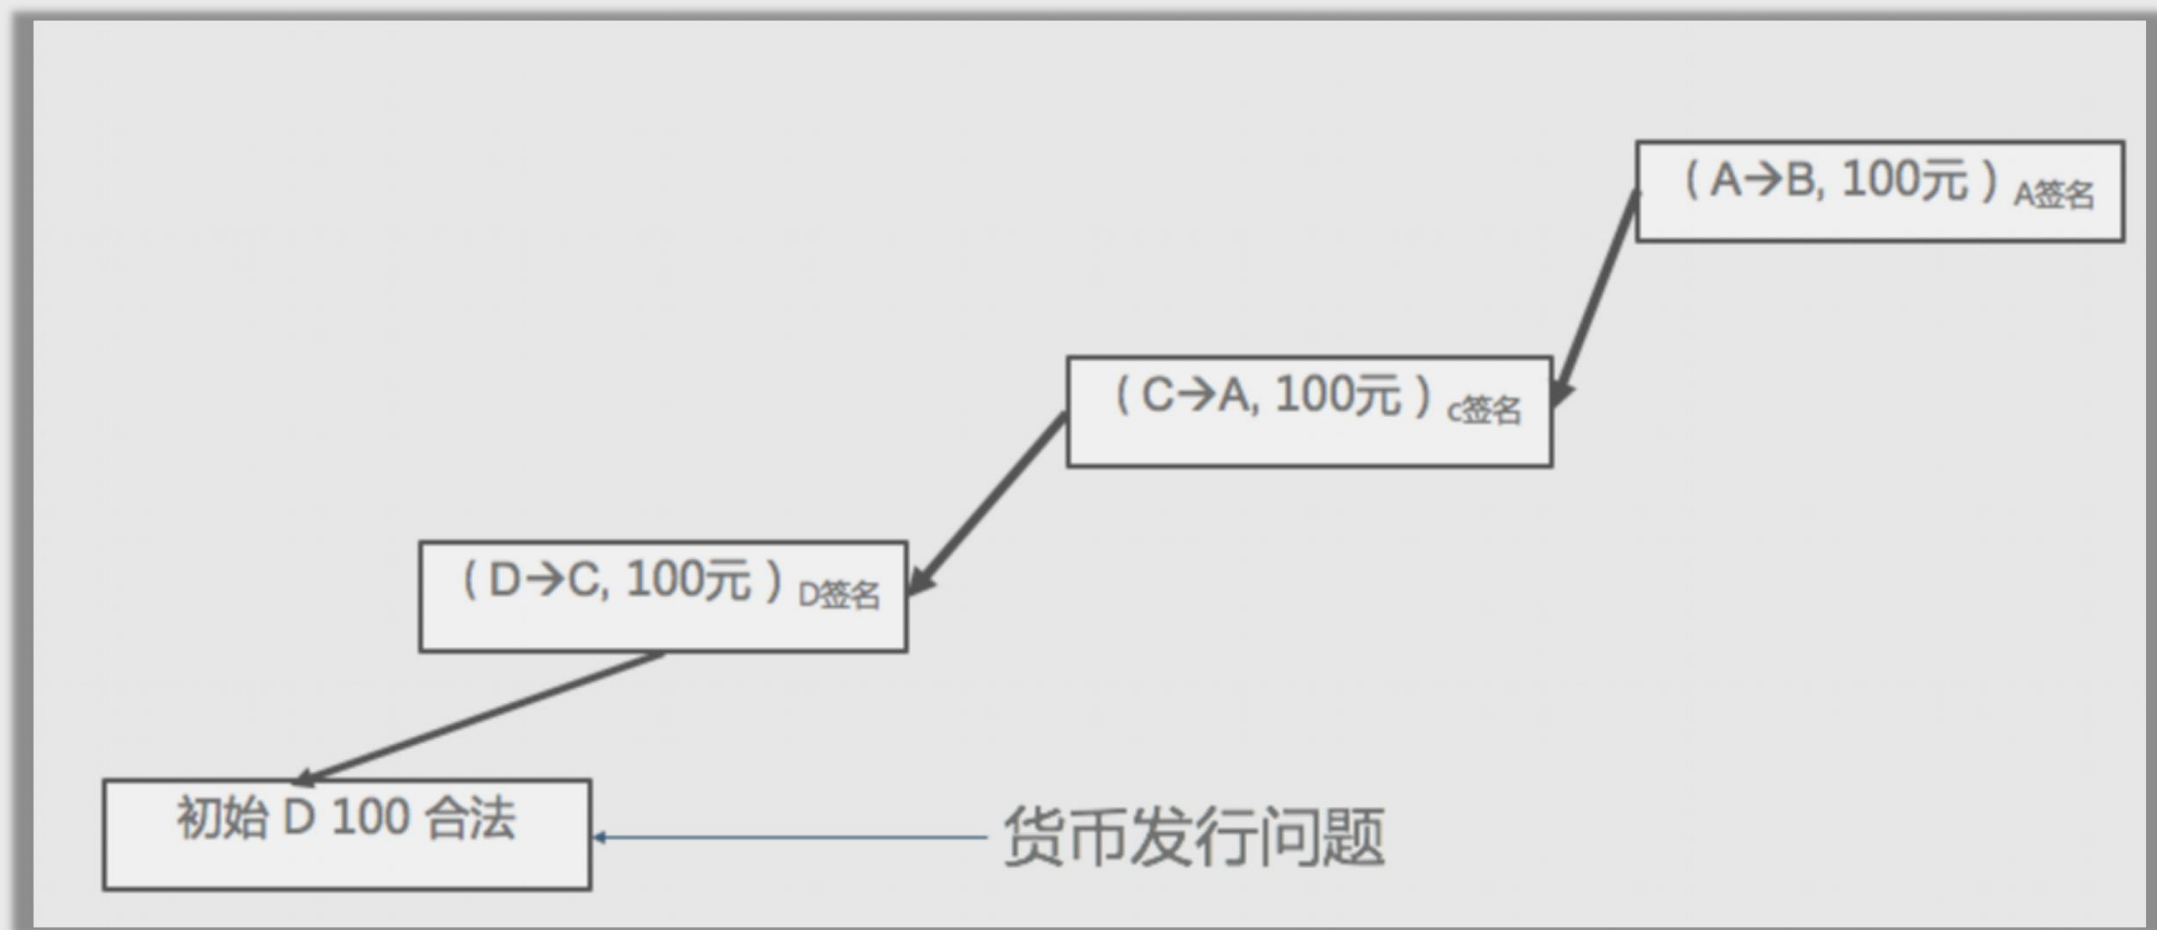 （A→B, 100元）A签名
（C→A, 100元）c签名
（D→C, 100元）D签名
初始 D 100 合法
货币发行问题